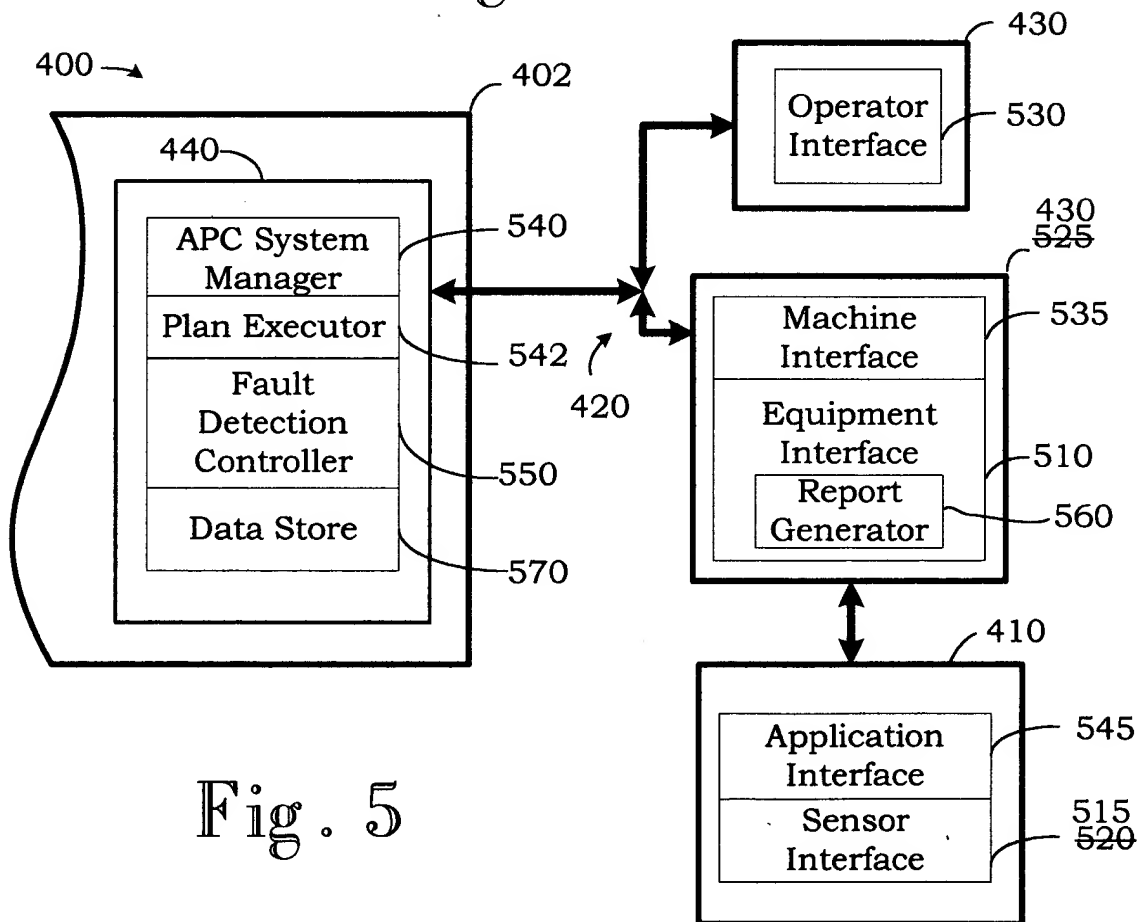 400
402
440
APC System
Manager
540
Plan Executor
542
Fault
Detection
Controller
550
Data Store
570
420
430
Operator
Interface
530
430
525
Machine
Interface
535
Equipment
Interface
510
Report
Generator
560
410
Application
Interface
545
Sensor
Interface
515
520
Fig. 5